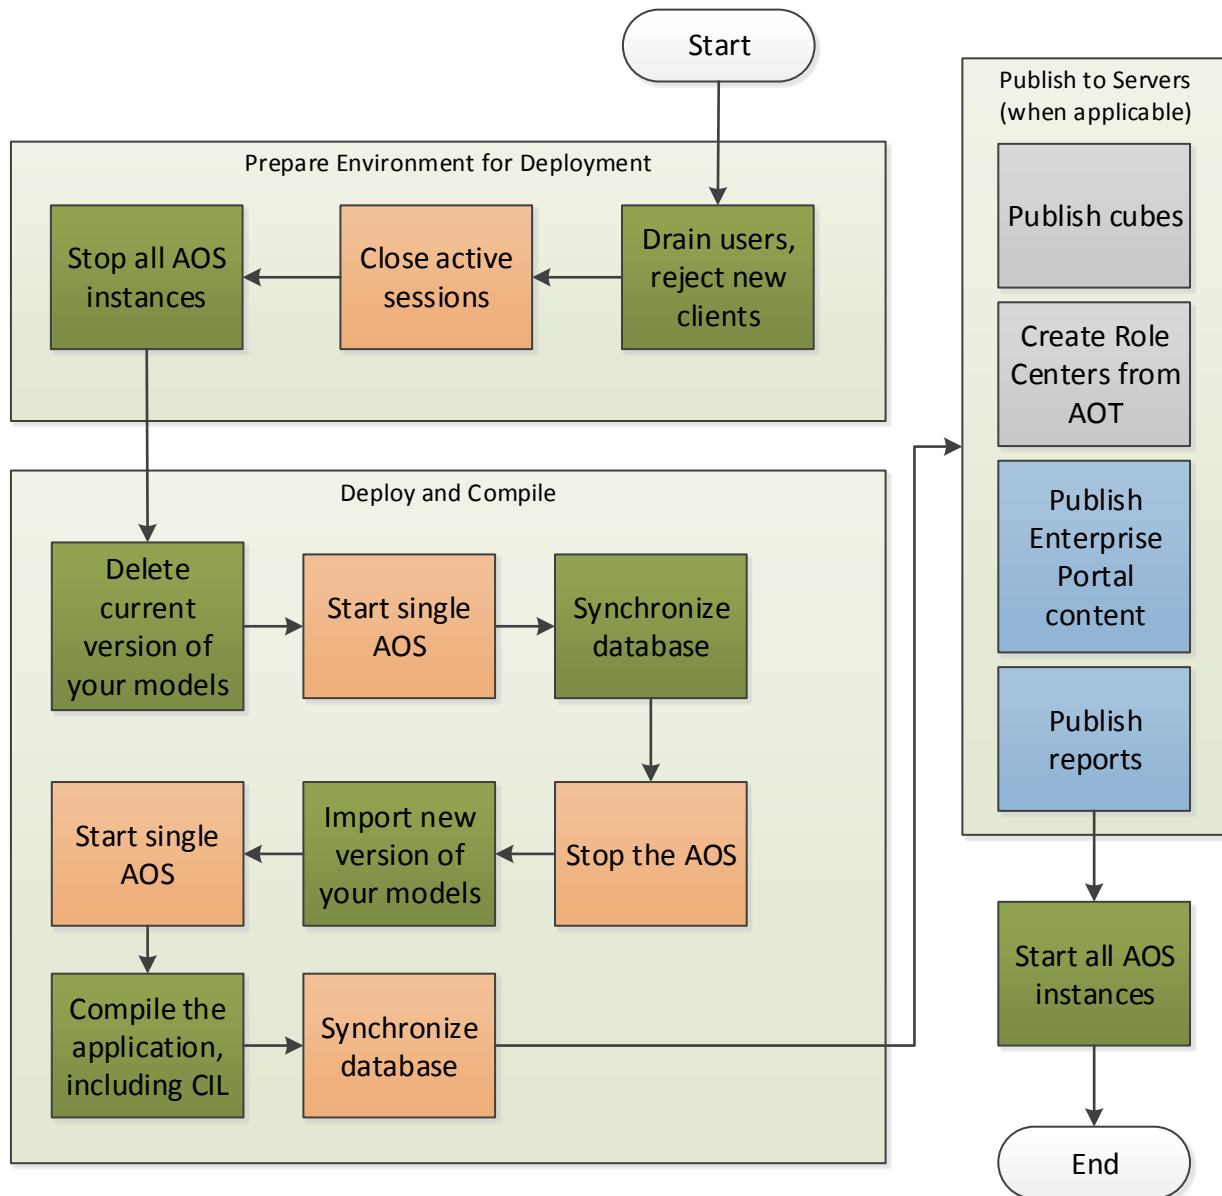 Start
Prepare Environment for Deployment
Drain users,
reject new
clients
Close active
sessions
Stop all AOS
instances
Deploy and Compile
Delete
current
version of
your models
Start single
AOS
Synchronize
database
Stop the AOS
Import new
version of
your models
Start single
AOS
Compile the
application,
including CIL
Synchronize
database
Publish to Servers
(when applicable)
Publish cubes
Create Role
Centers from
AOT
Publish
Enterprise
Portal
content
Publish
reports
Start all AOS
instances
End